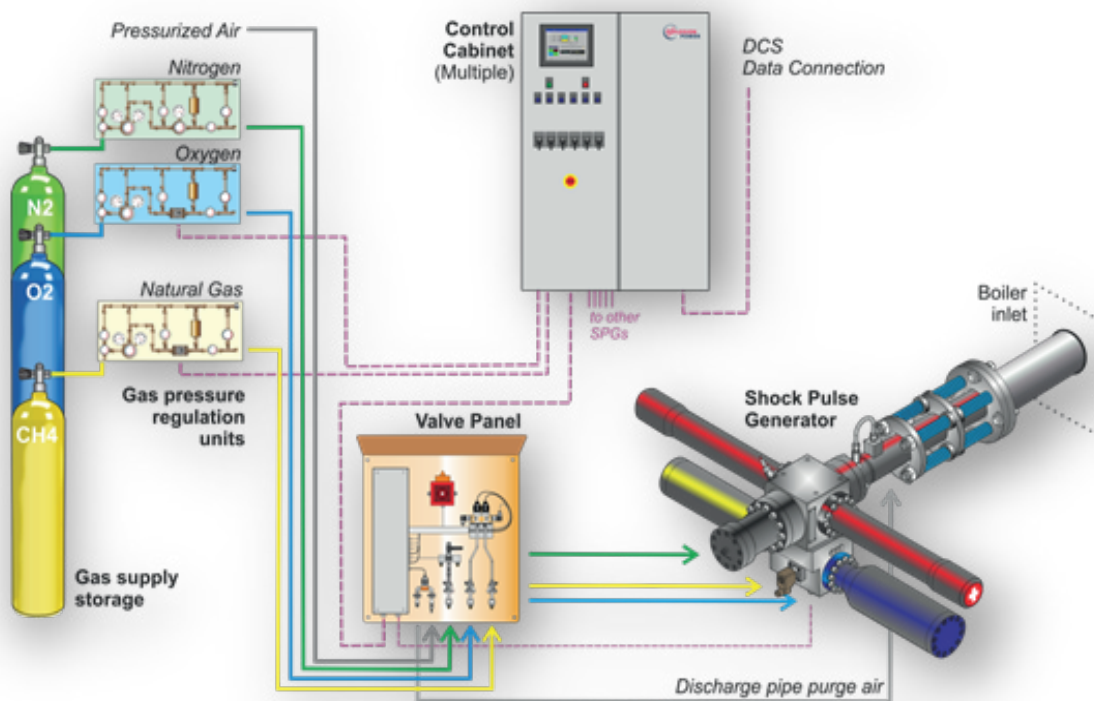 Pressurized Air
Nitrogen
Oxygen
Natural Gas
N2
O2
CH4
Gas pressure
regulation
units
Gas supply
storage
Control
Cabinet
(Multiple)
DCS
Data Connection
to other
SPGs
Boiler
inlet
Valve Panel
Shock Pulse
Generator
Discharge pipe purge air